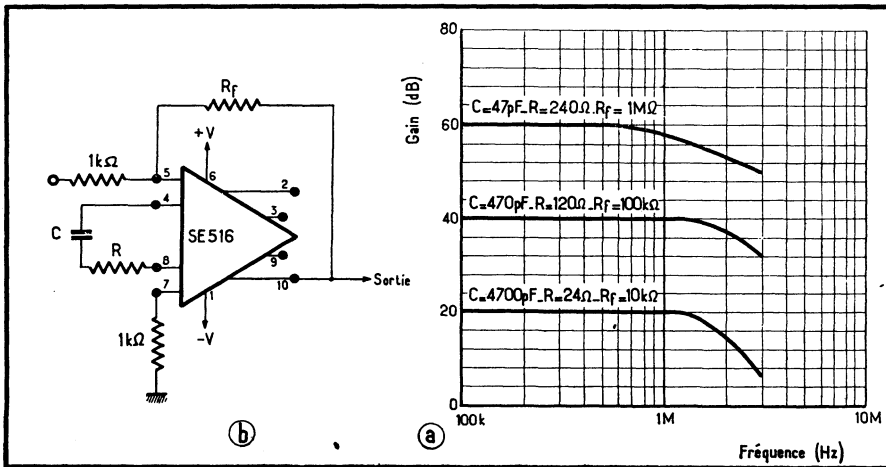 Rf
+V
1kΩ
5
6
2
4
3
C
SE516
R
8
9
7
1
10
Sortie
-V
1kΩ
b
80
Gain (dB)
C=47pF_R=240Ω_Rf=1MΩ
60
C=470pF_R=120Ω_Rf=100kΩ
40
C=4700pF_R=24Ω_Rf=10kΩ
20
0
100k
1M
10M
a
Fréquence (Hz)